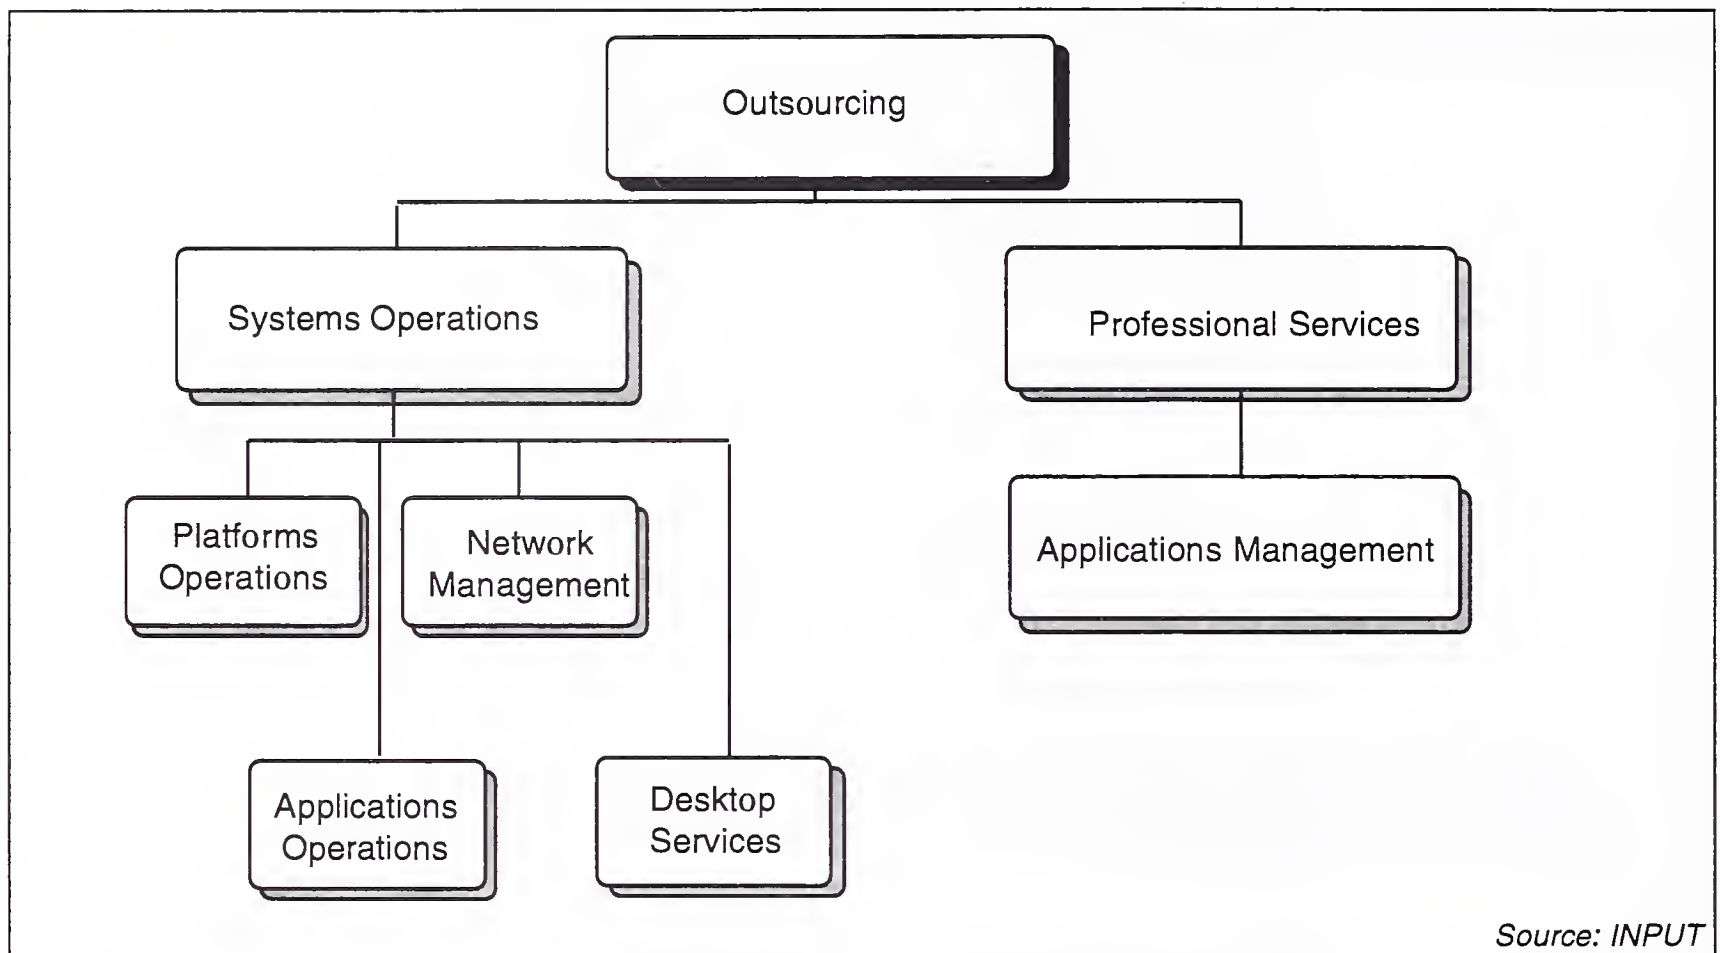 Outsourcing
Systems Operations
Professional Services
Platforms
Operations
Network
Management
Applications Management
Applications
Operations
Desktop
Services
Source: INPUT